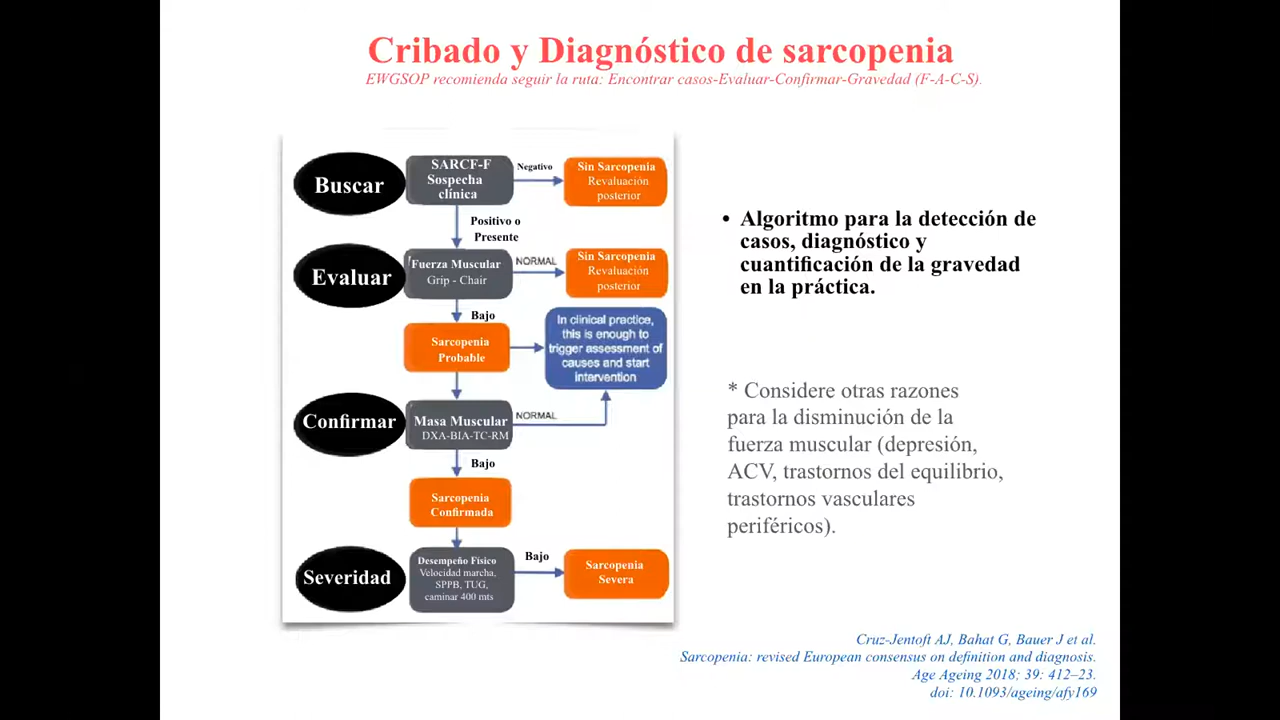 Cribado y Diagnóstico de sarcopenia
EWGSOP recomienda seguir la ruta: Encontrar casos-Evaluar-Confirmar-Gravedad (F-A-C-S).
Buscar
SARCF-F
Sospecha
clínica
Negativo
Sin Sarcopenia
Revaluación
posterior
Positivo o
Presente
Evaluar
Fuerza Muscular
Grip - Chair
NORMAL
Sin Sarcopenia
Revaluación
posterior
Bajo
Sarcopenia
Probable
In clinical practice,
this is enough to
trigger assessment of
causes and start
intervention
Confirmar
Masa Muscular
DXA-BIA-TC-RM
NORMAL
Bajo
Sarcopenia
Confirmada
Severidad
Desempeño Físico
Velocidad marcha,
SPPB, TUG,
caminar 400 mts
Bajo
Sarcopenia
Severa
• Algoritmo para la detección de
casos, diagnóstico y
cuantificación de la gravedad
en la práctica.
* Considere otras razones
para la disminución de la
fuerza muscular (depresión,
ACV, trastornos del equilibrio,
trastornos vasculares
periféricos).
Cruz-Jentoft AJ, Bahat G, Bauer J et al.
Sarcopenia: revised European consensus on definition and diagnosis.
Age Ageing 2018; 39: 412–23.
doi: 10.1093/ageing/afy169